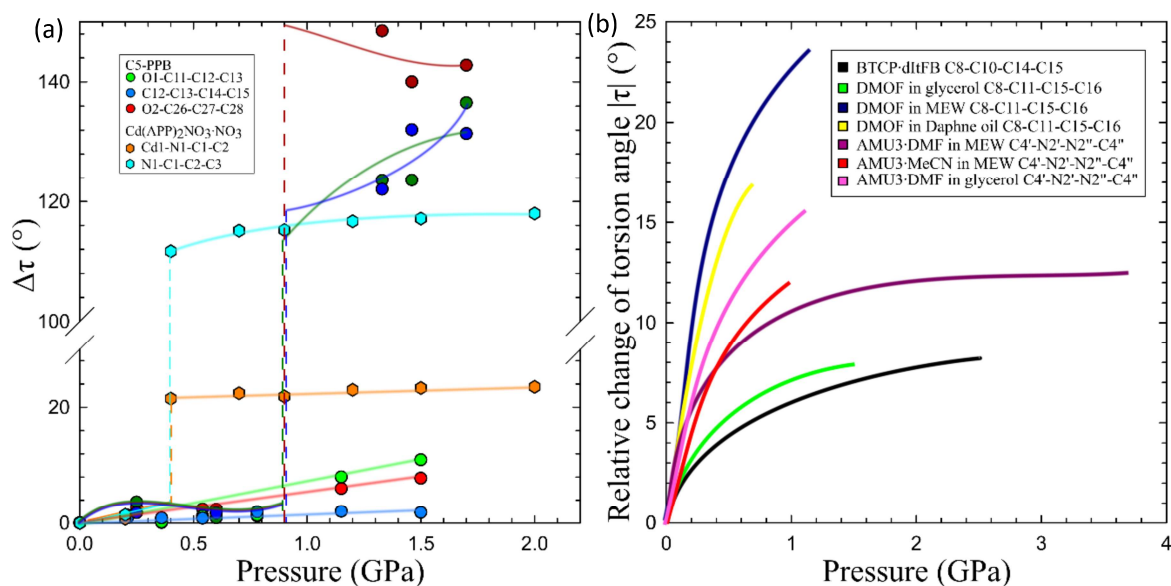 (a)
C5-PPB
O1-C11-C12-C13
C12-C13-C14-C15
O2-C26-C27-C28
Cd(APP)₂NO₃·NO₃
Cd1-N1-C1-C2
N1-C1-C2-C3
Δτ (°)
140
120
100
20
0
0.0 0.5 1.0 1.5 2.0
Pressure (GPa)
(b)
BTCP·dItFB C8-C10-C14-C15
DMOF in glycerol C8-C11-C15-C16
DMOF in MEW C8-C11-C15-C16
DMOF in Daphne oil C8-C11-C15-C16
AMU3·DMF in MEW C4'-N2'-N2''-C4''
AMU3·MeCN in MEW C4'-N2'-N2''-C4''
AMU3·DMF in glycerol C4'-N2'-N2''-C4''
Relative change of torsion angle |τ| (°)
25
20
15
10
5
0
0 1 2 3 4
Pressure (GPa)